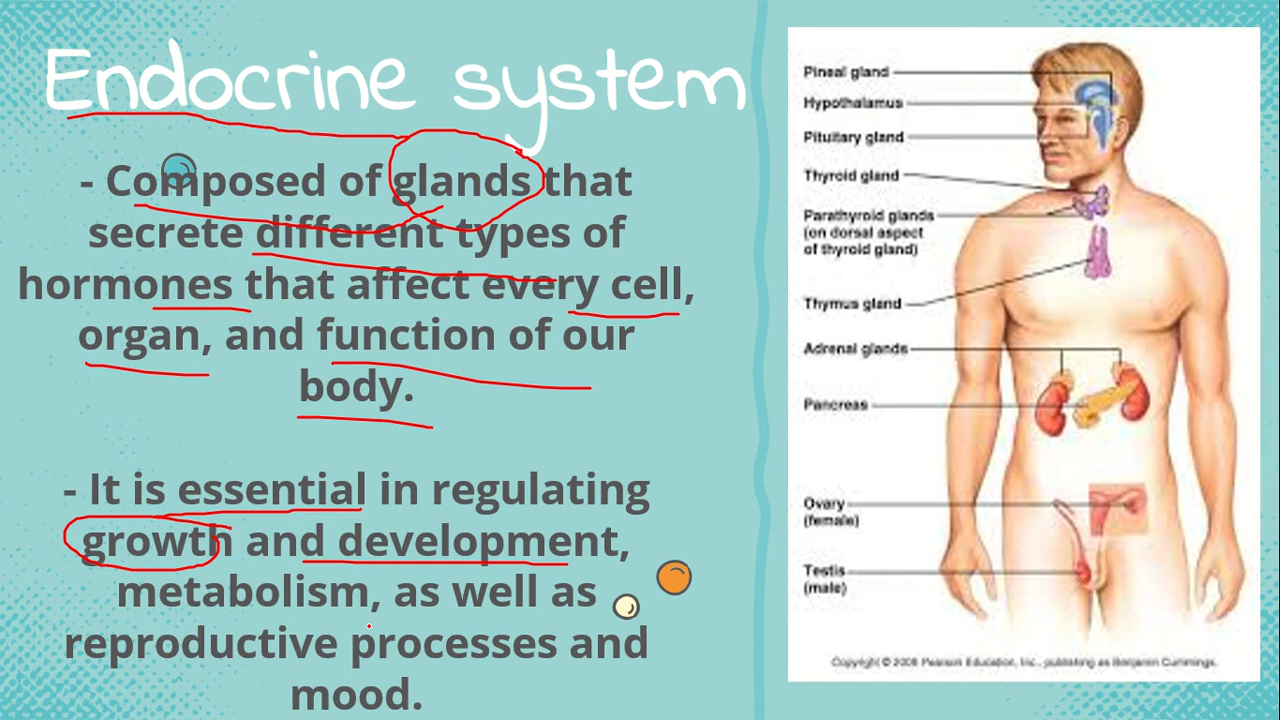 Endocrine system
- Composed of glands that
secrete different types of
hormones that affect every cell,
organ, and function of our
body.
- It is essential in regulating
growth and development,
metabolism, as well as
reproductive processes and
mood.
Pineal gland
Hypothalamus
Pituitary gland
Thyroid gland
Parathyroid glands
(on dorsal aspect
of thyroid gland)
Thymus gland
Adrenal glands
Pancreas
Ovary
(female)
Testis
(male)
Copyright © 2006 Pearson Education, Inc., publishing as Benjamin Cummings.